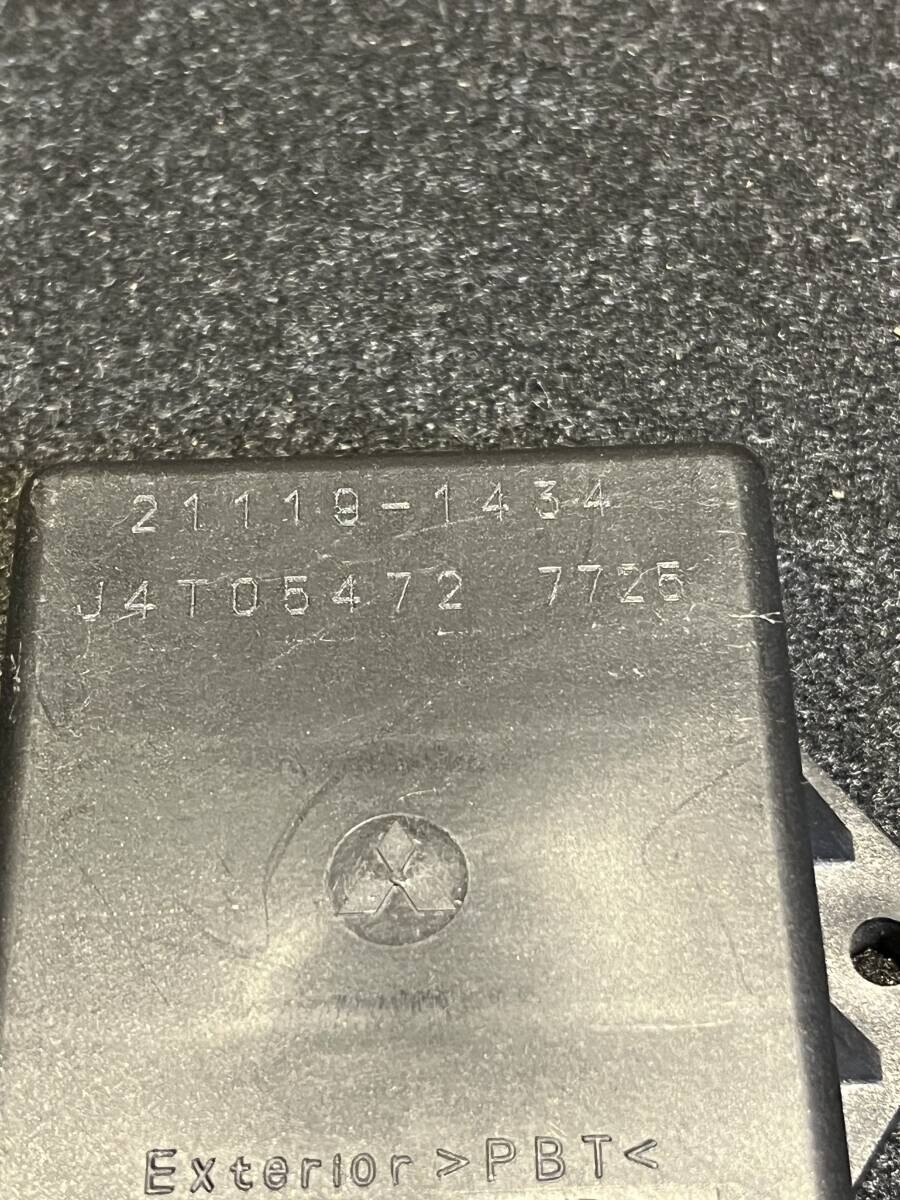 21119-1434
J4T05472 7725
Exterior >PBT<